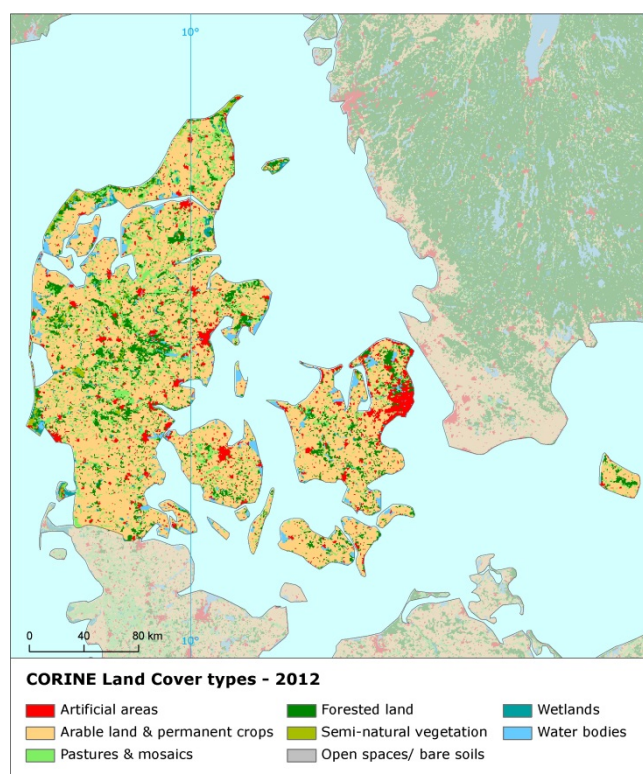 10°
10°
0 40 80 km
CORINE Land Cover types - 2012
Artificial areas
Forested land
Wetlands
Arable land & permanent crops
Semi-natural vegetation
Water bodies
Pastures & mosaics
Open spaces/ bare soils